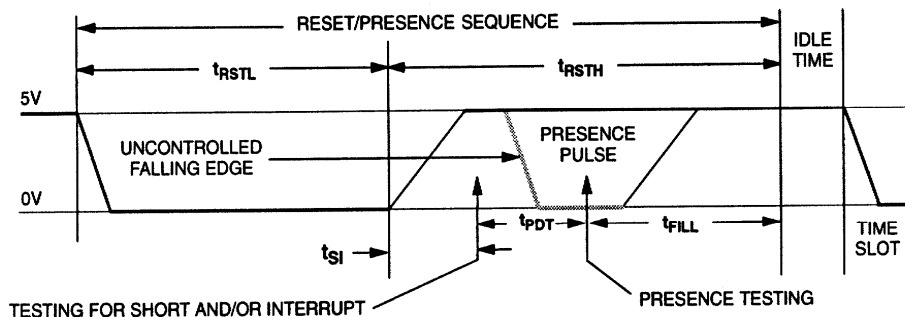 RESET/PRESENCE SEQUENCE
IDLE
TIME
tRSTL
tRSTH
5V
UNCONTROLLED
FALLING EDGE
PRESENCE
PULSE
0V
tPDT
tFILL
TIME
SLOT
tSI
TESTING FOR SHORT AND/OR INTERRUPT
PRESENCE TESTING